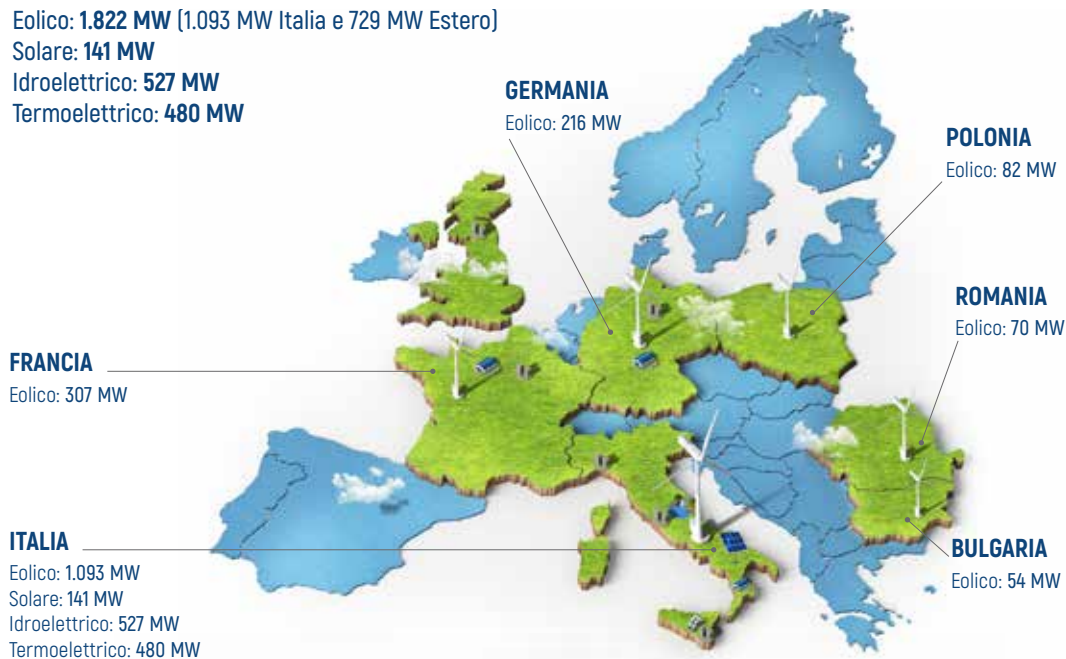 Eolico: 1.822 MW (1.093 MW Italia e 729 MW Estero)
Solare: 141 MW
Idroelettrico: 527 MW
Termoelettrico: 480 MW
GERMANIA
Eolico: 216 MW
POLONIA
Eolico: 82 MW
ROMANIA
Eolico: 70 MW
FRANCIA
Eolico: 307 MW
ITALIA
Eolico: 1.093 MW
Solare: 141 MW
Idroelettrico: 527 MW
Termoelettrico: 480 MW
BULGARIA
Eolico: 54 MW